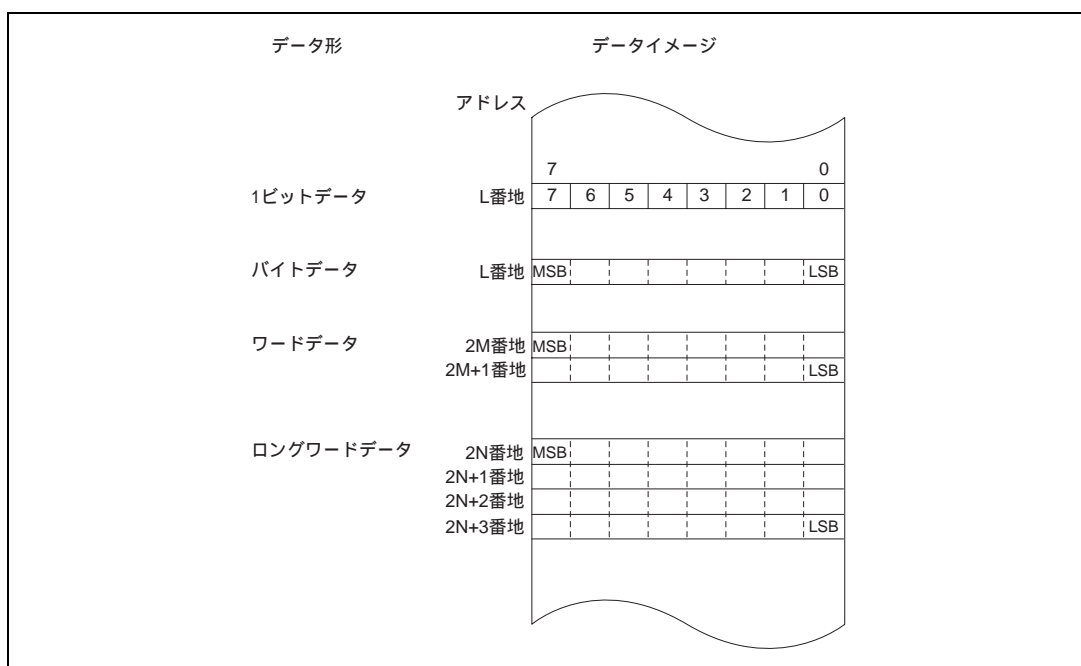 データ形 データイメージ
アドレス
7 0
1ビットデータ L番地 7 6 5 4 3 2 1 0
バイトデータ L番地 MSB LSB
ワードデータ 2M番地 MSB
2M+1番地 LSB
ロングワードデータ 2N番地 MSB
2N+1番地
2N+2番地
2N+3番地 LSB